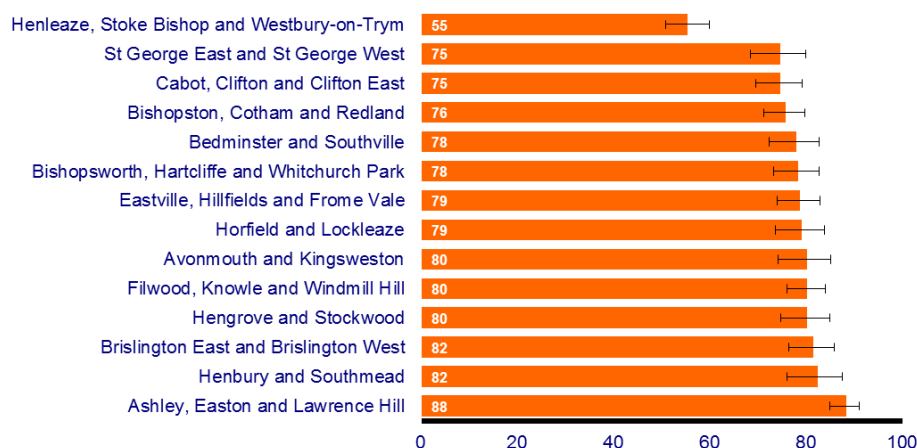 Henleaze, Stoke Bishop and Westbury-on-Trym 55
St George East and St George West 75
Cabot, Clifton and Clifton East 75
Bishopston, Cotham and Redland 76
Bedminster and Southville 78
Bishopsworth, Hartcliffe and Whitchurch Park 78
Eastville, Hillfields and Frome Vale 79
Horfield and Lockleaze 79
Avonmouth and Kingsweston 80
Filwood, Knowle and Windmill Hill 80
Hengrove and Stockwood 80
Brislington East and Brislington West 82
Henbury and Southmead 82
Ashley, Easton and Lawrence Hill 88
0 20 40 60 80 100